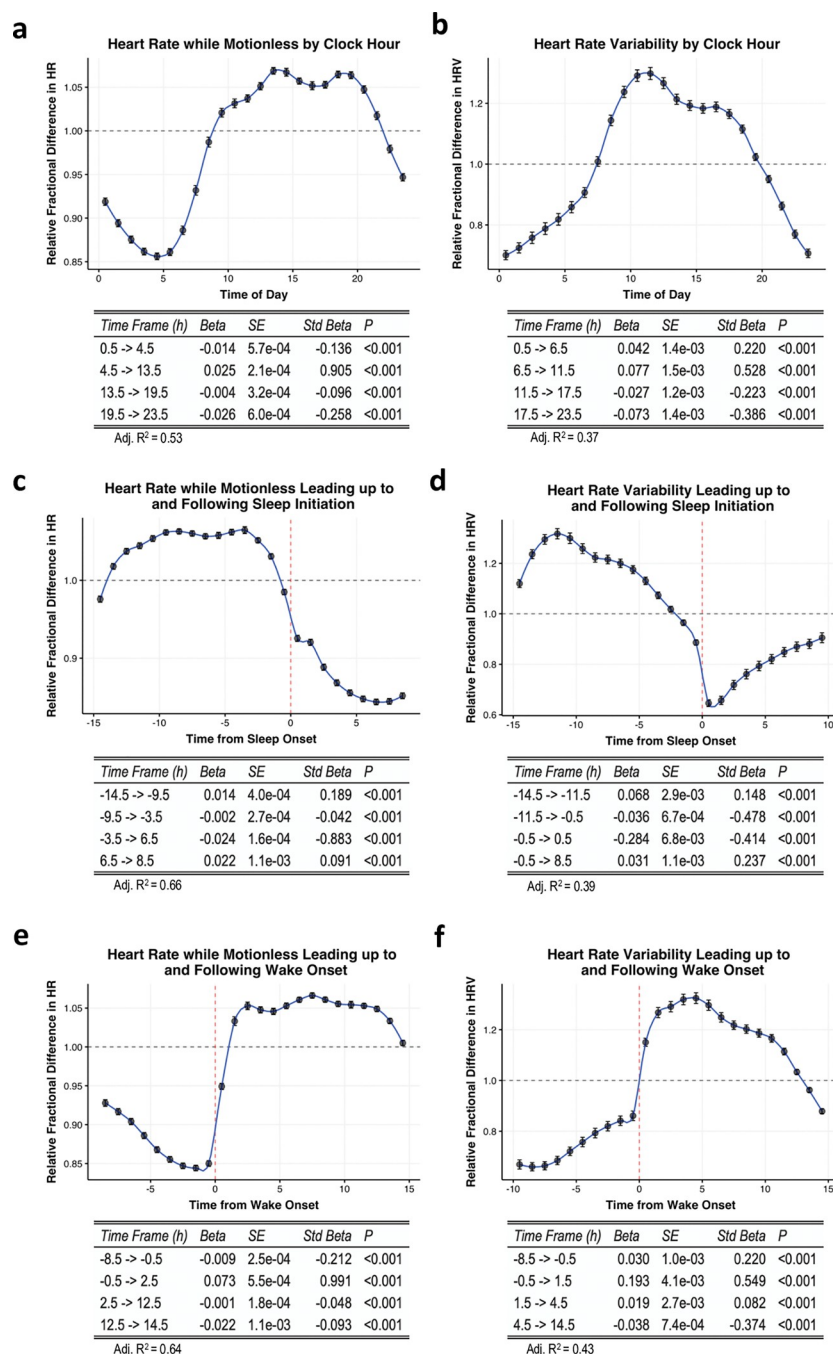 a
Heart Rate while Motionless by Clock Hour
Relative Fractional Difference in HR
1.05
1.00
0.95
0.90
0.85
0 5 10 15 20
Time of Day
Time Frame (h) Beta SE Std Beta P
0.5 -> 4.5 -0.014 5.7e-04 -0.136 <0.001
4.5 -> 13.5 0.025 2.1e-04 0.905 <0.001
13.5 -> 19.5 -0.004 3.2e-04 -0.096 <0.001
19.5 -> 23.5 -0.026 6.0e-04 -0.258 <0.001
Adj. R² = 0.53
b
Heart Rate Variability by Clock Hour
Relative Fractional Difference in HRV
1.2
1.0
0.8
0 5 10 15 20
Time of Day
Time Frame (h) Beta SE Std Beta P
0.5 -> 6.5 0.042 1.4e-03 0.220 <0.001
6.5 -> 11.5 0.077 1.5e-03 0.528 <0.001
11.5 -> 17.5 -0.027 1.2e-03 -0.223 <0.001
17.5 -> 23.5 -0.073 1.4e-03 -0.386 <0.001
Adj. R² = 0.37
c
Heart Rate while Motionless Leading up to
and Following Sleep Initiation
Relative Fractional Difference in HR
1.0
0.9
-15 -10 -5 0 5
Time from Sleep Onset
Time Frame (h) Beta SE Std Beta P
-14.5 -> -9.5 0.014 4.0e-04 0.189 <0.001
-9.5 -> -3.5 -0.002 2.7e-04 -0.042 <0.001
-3.5 -> 6.5 -0.024 1.6e-04 -0.883 <0.001
6.5 -> 8.5 0.022 1.1e-03 0.091 <0.001
Adj. R² = 0.66
d
Heart Rate Variability Leading up to
and Following Sleep Initiation
Relative Fractional Difference in HRV
1.2
1.0
0.8
0.6
-15 -10 -5 0 5 10
Time from Sleep Onset
Time Frame (h) Beta SE Std Beta P
-14.5 -> -11.5 0.068 2.9e-03 0.148 <0.001
-11.5 -> -0.5 -0.036 6.7e-04 -0.478 <0.001
-0.5 -> 0.5 -0.284 6.8e-03 -0.414 <0.001
-0.5 -> 8.5 0.031 1.1e-03 0.237 <0.001
Adj. R² = 0.39
e
Heart Rate while Motionless Leading up to
and Following Wake Onset
Relative Fractional Difference in HR
1.05
1.00
0.95
0.90
0.85
-5 0 5 10 15
Time from Wake Onset
Time Frame (h) Beta SE Std Beta P
-8.5 -> -0.5 -0.009 2.5e-04 -0.212 <0.001
-0.5 -> 2.5 0.073 5.5e-04 0.991 <0.001
2.5 -> 12.5 -0.001 1.8e-04 -0.048 <0.001
12.5 -> 14.5 -0.022 1.1e-03 -0.093 <0.001
Adj. R² = 0.64
f
Heart Rate Variability Leading up to
and Following Wake Onset
Relative Fractional Difference in HRV
1.2
1.0
0.8
-10 -5 0 5 10 15
Time from Wake Onset
Time Frame (h) Beta SE Std Beta P
-8.5 -> -0.5 0.030 1.0e-03 0.220 <0.001
-0.5 -> 1.5 0.193 4.1e-03 0.549 <0.001
1.5 -> 4.5 0.019 2.7e-03 0.082 <0.001
4.5 -> 14.5 -0.038 7.4e-04 -0.374 <0.001
Adj. R² = 0.43